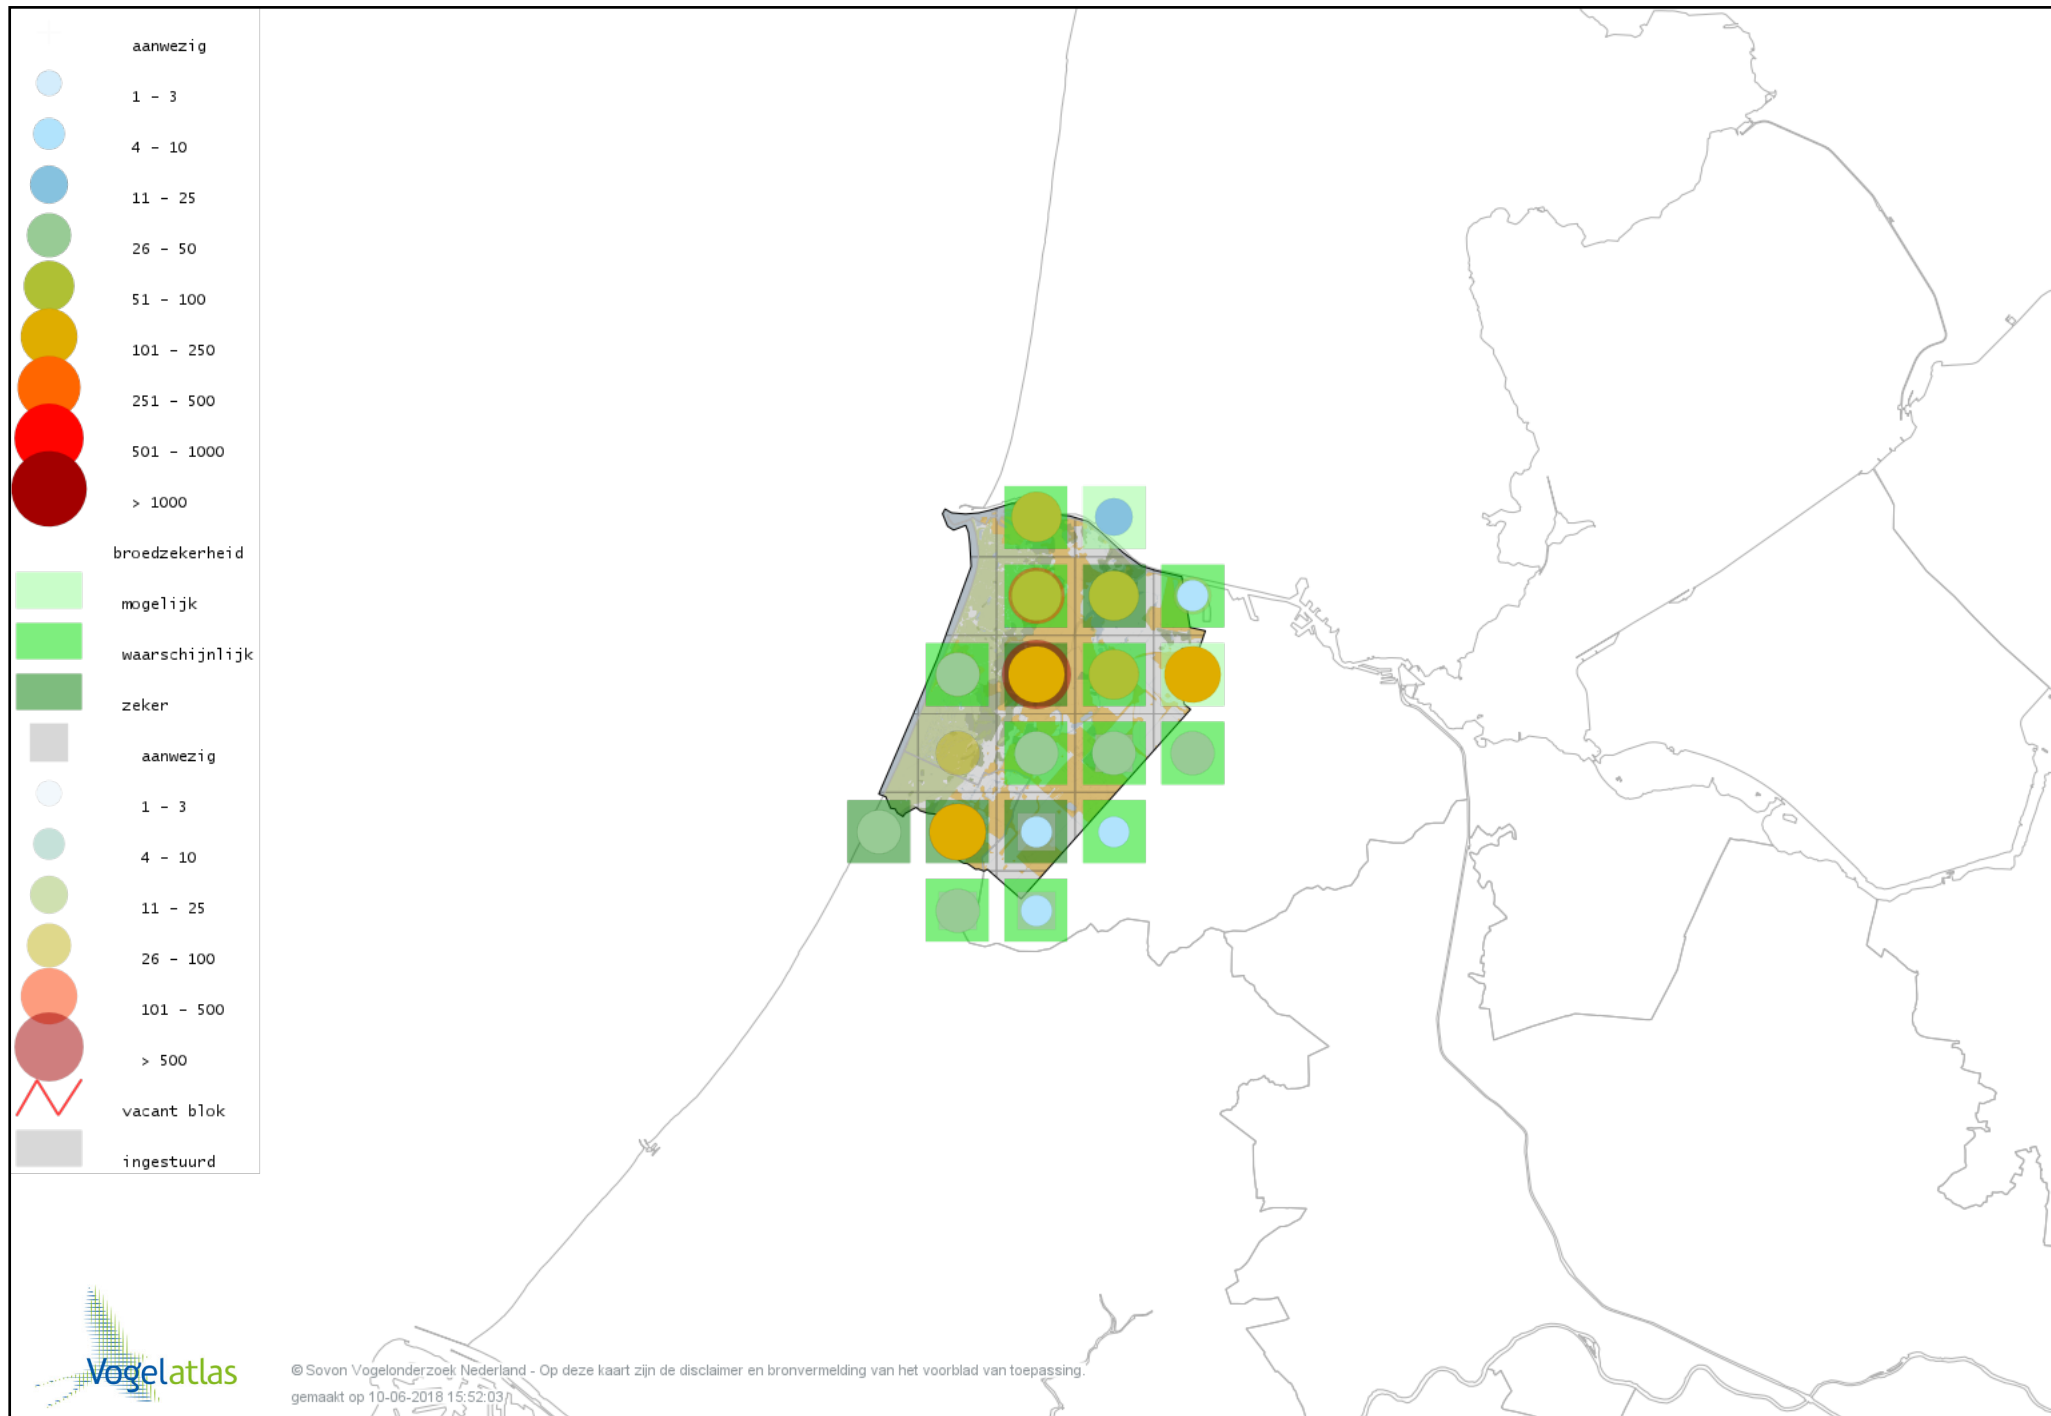 aanwezig
1 - 3
4 - 10
11 - 25
26 - 50
51 - 100
101 - 250
251 - 500
501 - 1000
> 1000
broedzekerheid
mogelijk
waarschijnlijk
zeker
aanwezig
1 - 3
4 - 10
11 - 25
26 - 100
101 - 500
> 500
vacant blok
ingestuurd
Vogelatlas
© Sovon Vogelonderzoek Nederland - Op deze kaart zijn de disclaimer en bronvermelding van het voorblad van toepassing.
gemaakt op 10-06-2018 15:52:03